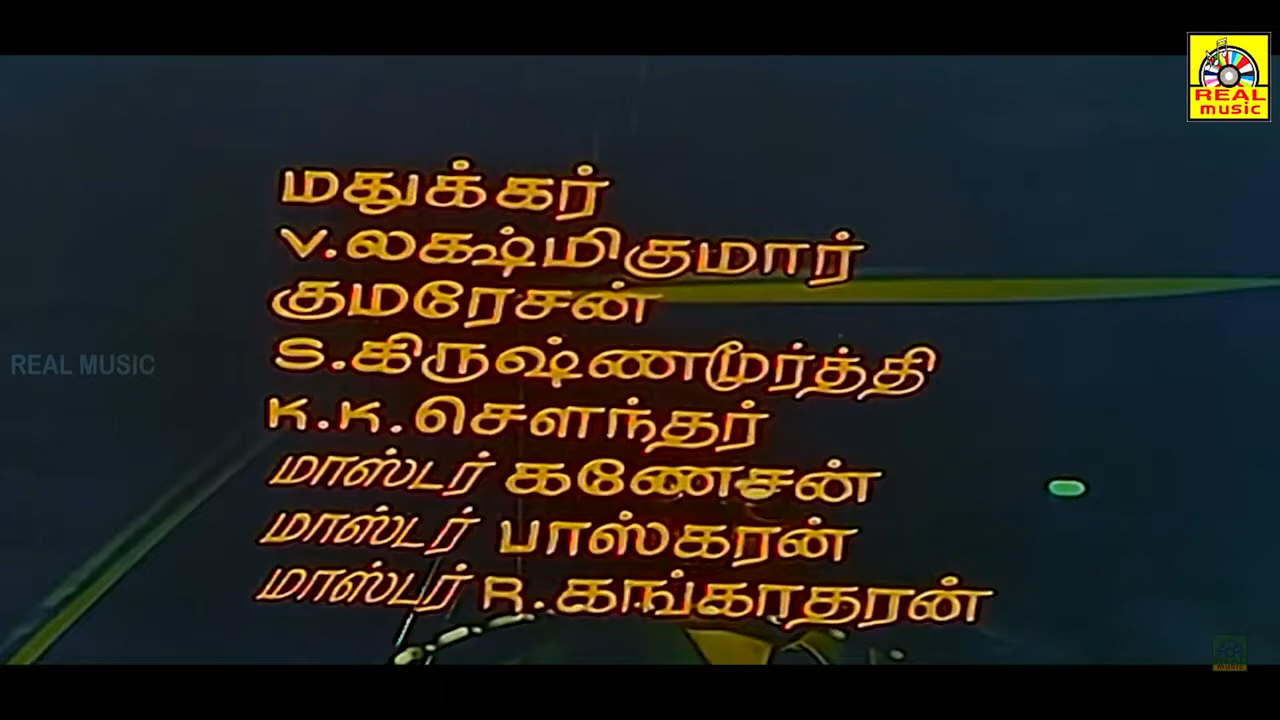 REAL
music
மதுக்கர்
V.லக்ஷ்மிகுமார்
குமரேசன்
REAL MUSIC
S.கிருஷ்ணமூர்த்தி
K.K.சௌந்தர்
மாஸ்டர் கணேசன்
மாஸ்டர் பாஸ்கரன்
மாஸ்டர் R.கங்காதரன்
music